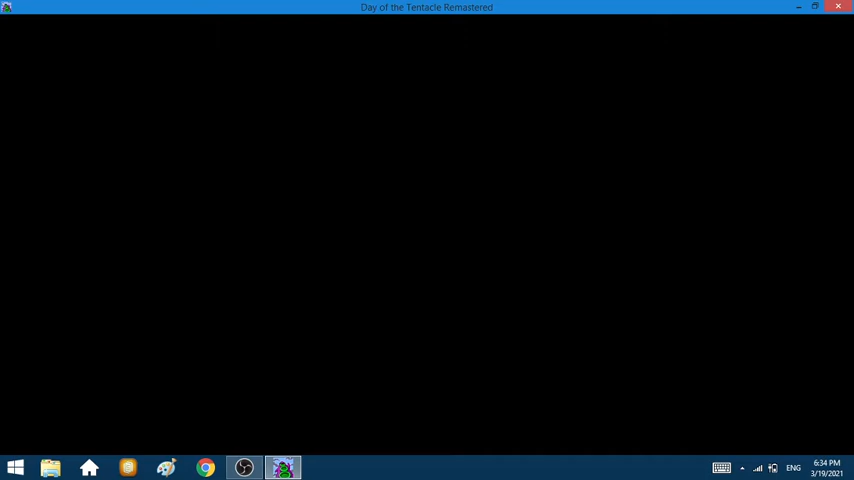 Day of the Tentacle Remastered
ENG
6:34 PM
3/19/2021